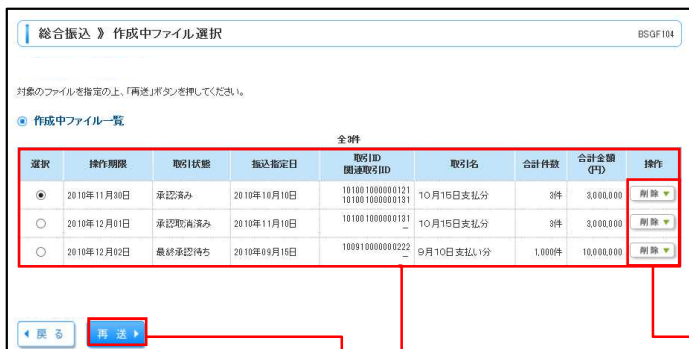 総合振込 》 作成中ファイル選択
BSGF104
対象のファイルを指定の上、「再送」ボタンを押してください。
作成中ファイル一覧
全3件
選択 操作期限 取引状態 振込指定日 取引ID 関連取引ID 取引名 合計件数 合計金額(円) 操作
2010年11月30日 承認済み 2010年10月10日 101001000000121 101001000000131 10月15日支払分 3件 3,000,000 削除▼
2010年12月01日 承認取消済み 2010年11月10日 101001000000131 － 10月15日支払分 3件 3,000,000 削除▼
2010年12月02日 最終承認待ち 2010年09月15日 100910000000222 － 9月10日支払い分 1,000件 10,000,000 削除▼
戻る 再送